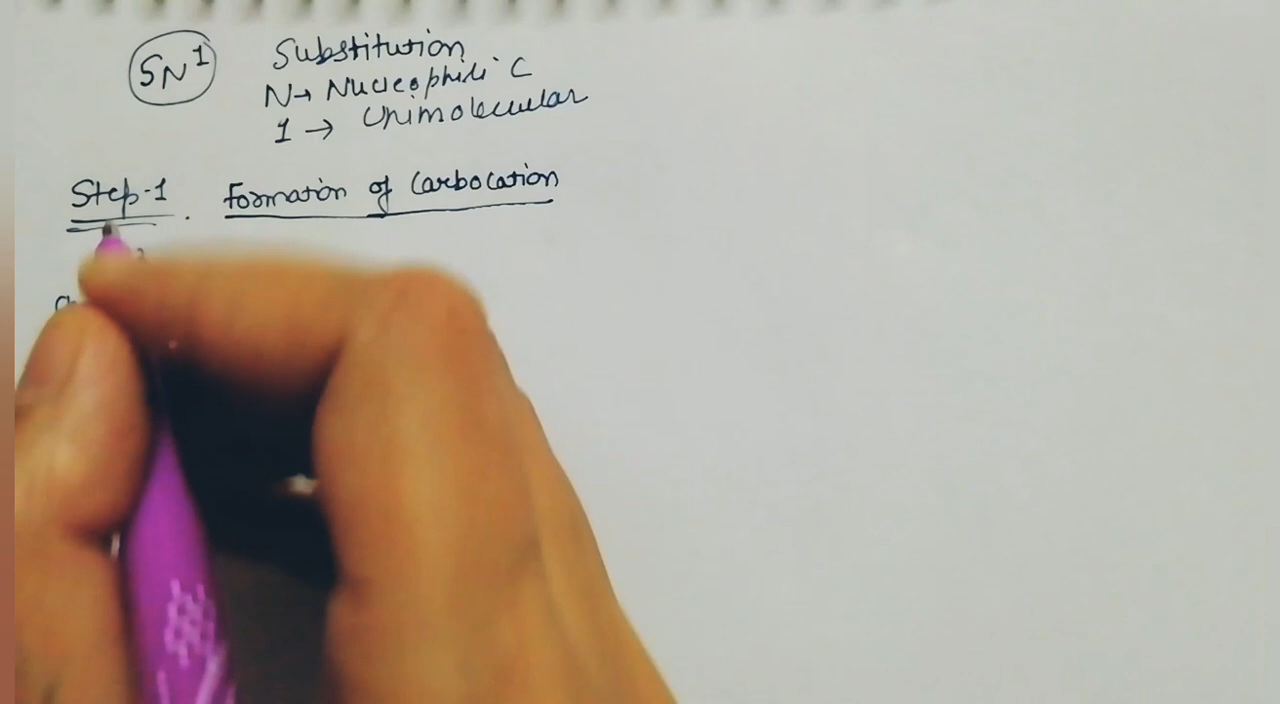 SN1 Substitution
N→ Nucleophilic
1 → Unimolecular
Step-1. Formation of Carbocation